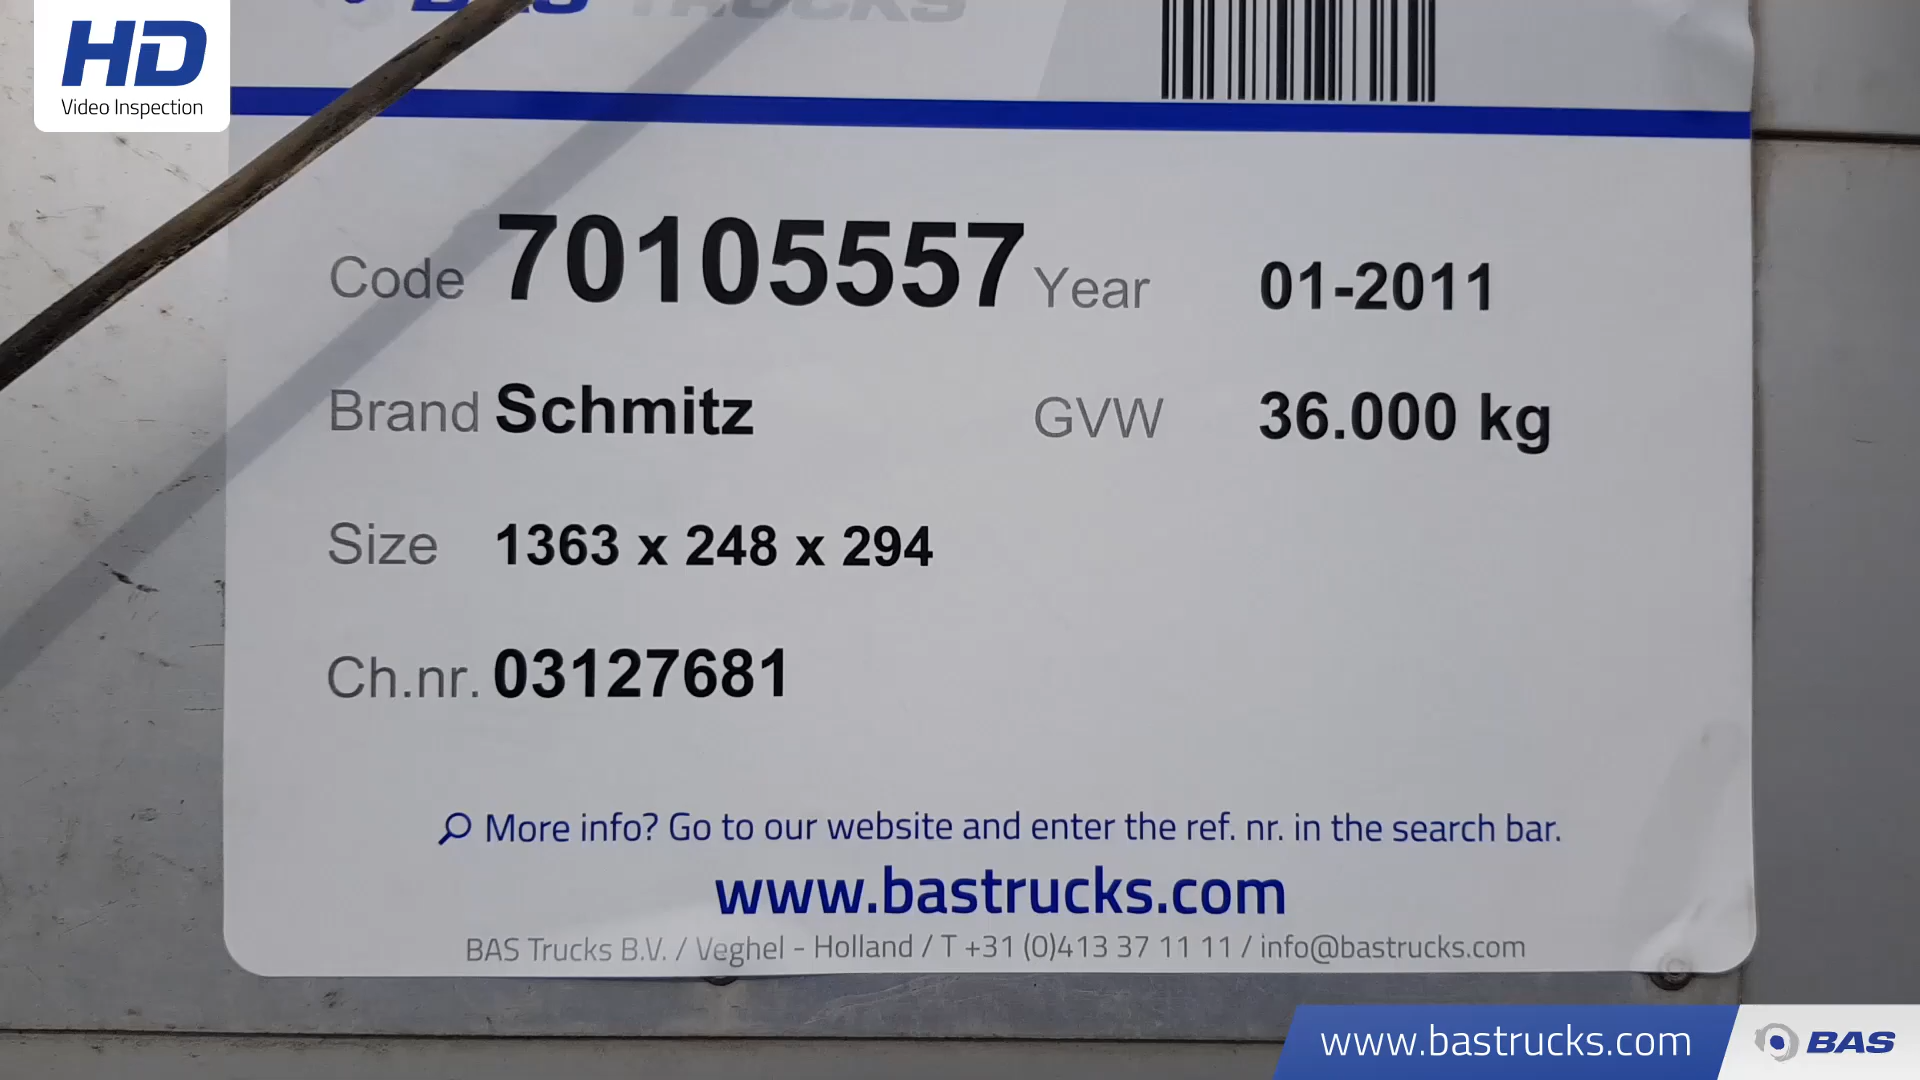 BAS TRUCKS
HD
Video Inspection
Code 70105557 Year 01-2011
Brand Schmitz GVW 36.000 kg
Size 1363 x 248 x 294
Ch.nr. 03127681
More info? Go to our website and enter the ref. nr. in the search bar.
www.bastrucks.com
BAS Trucks B.V. / Veghel - Holland / T +31 (0)413 37 11 11 / info@bastrucks.com
www.bastrucks.com BAS